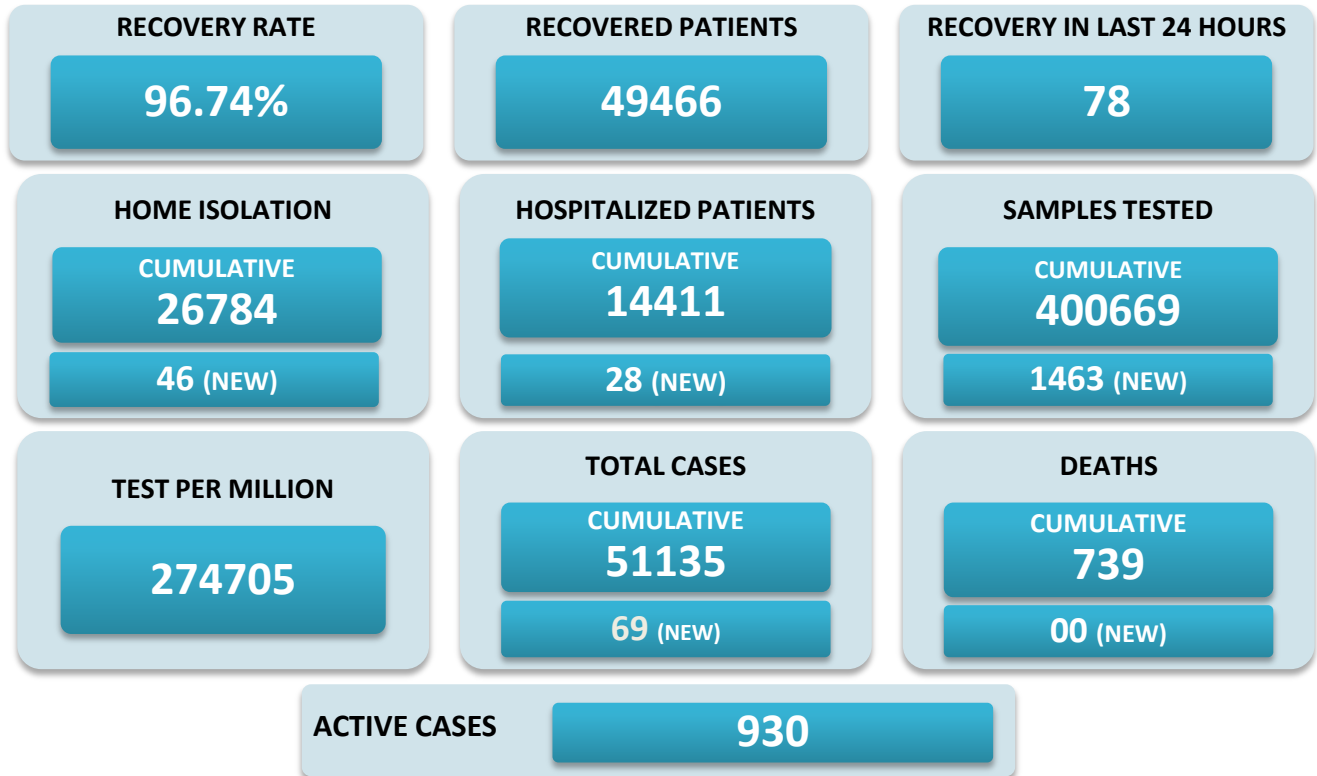 RECOVERY RATE
96.74%
RECOVERED PATIENTS
49466
RECOVERY IN LAST 24 HOURS
78
HOME ISOLATION
CUMULATIVE
26784
46 (NEW)
HOSPITALIZED PATIENTS
CUMULATIVE
14411
28 (NEW)
SAMPLES TESTED
CUMULATIVE
400669
1463 (NEW)
TEST PER MILLION
274705
TOTAL CASES
CUMULATIVE
51135
69 (NEW)
DEATHS
CUMULATIVE
739
00 (NEW)
ACTIVE CASES
930